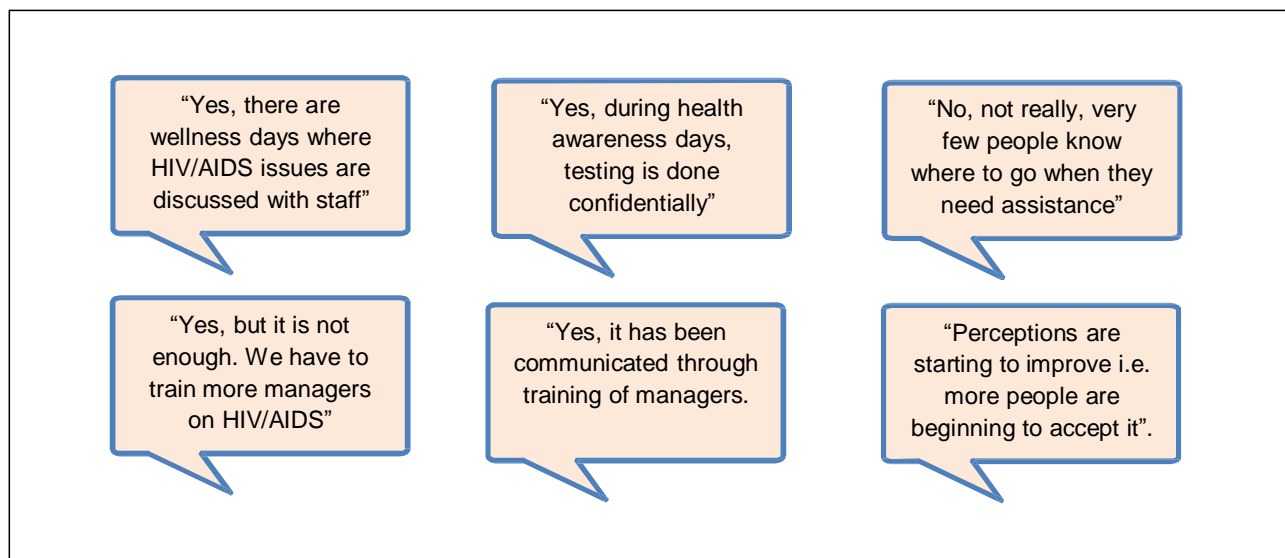 “Yes, there are
wellness days where
HIV/AIDS issues are
discussed with staff”
“Yes, during health
awareness days,
testing is done
confidentially”
“No, not really, very
few people know
where to go when they
need assistance”
“Yes, but it is not
enough. We have to
train more managers
on HIV/AIDS”
“Yes, it has been
communicated through
training of managers.
“Perceptions are
starting to improve i.e.
more people are
beginning to accept it”.